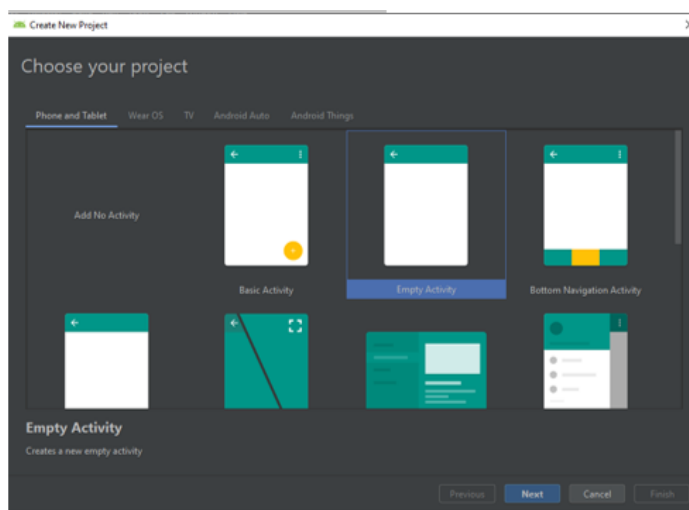 Create New Project
Choose your project
Phone and Tablet Wear OS TV Android Auto Android Things
Add No Activity
Basic Activity Empty Activity Bottom Navigation Activity
Empty Activity
Creates a new empty activity
Previous Next Cancel Finish